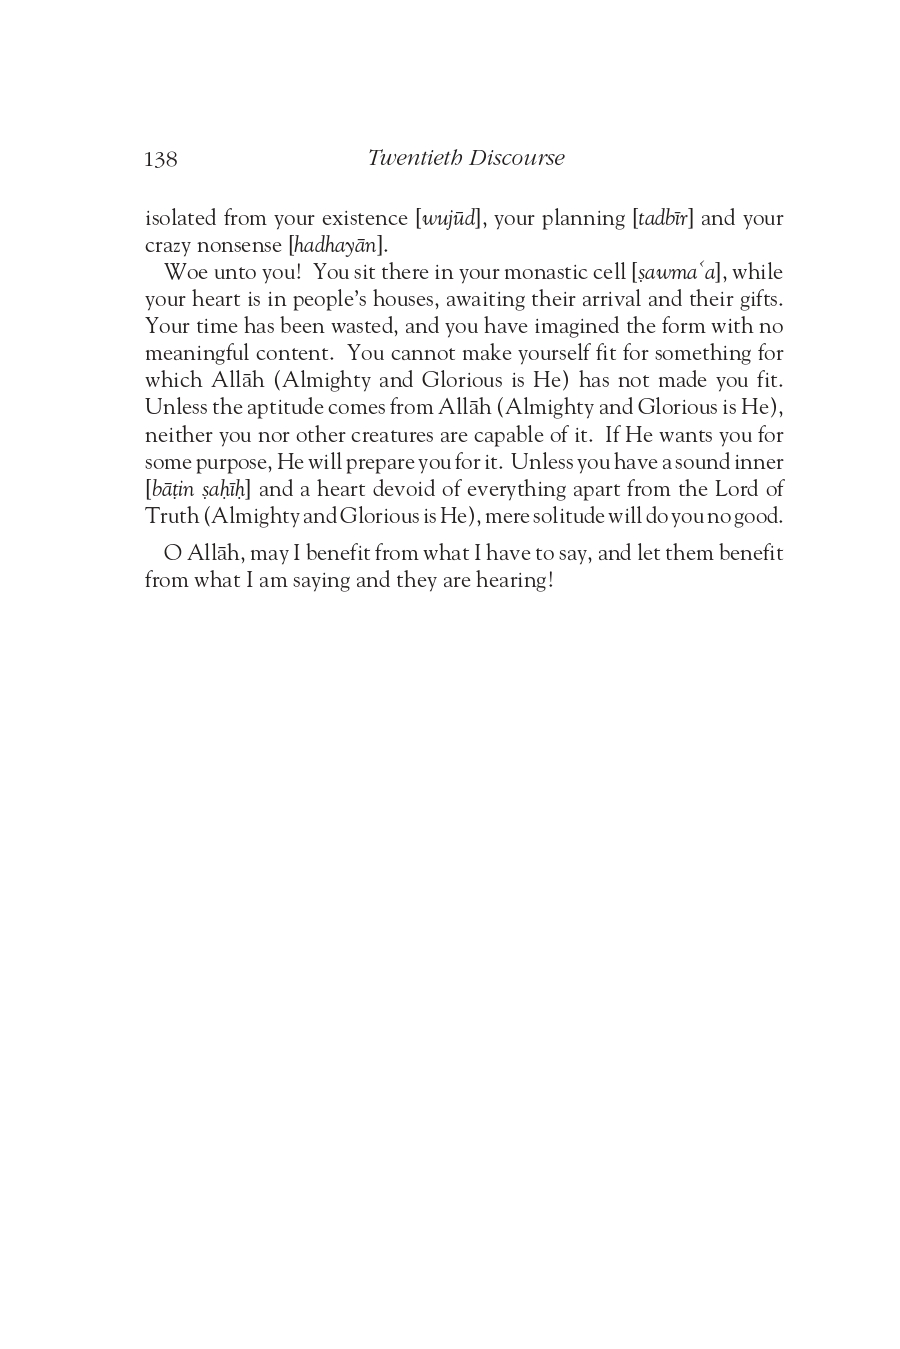 138 Twentieth Discourse
isolated from your existence [wujūd], your planning [tadbīr] and your
crazy nonsense [hadhayān].
Woe unto you! You sit there in your monastic cell [ṣawmaʿa], while
your heart is in people’s houses, awaiting their arrival and their gifts.
Your time has been wasted, and you have imagined the form with no
meaningful content. You cannot make yourself fit for something for
which Allāh (Almighty and Glorious is He) has not made you fit.
Unless the aptitude comes from Allāh (Almighty and Glorious is He),
neither you nor other creatures are capable of it. If He wants you for
some purpose, He will prepare you for it. Unless you have a sound inner
[bāṭin ṣaḥīḥ] and a heart devoid of everything apart from the Lord of
Truth (Almighty and Glorious is He), mere solitude will do you no good.
O Allāh, may I benefit from what I have to say, and let them benefit
from what I am saying and they are hearing!